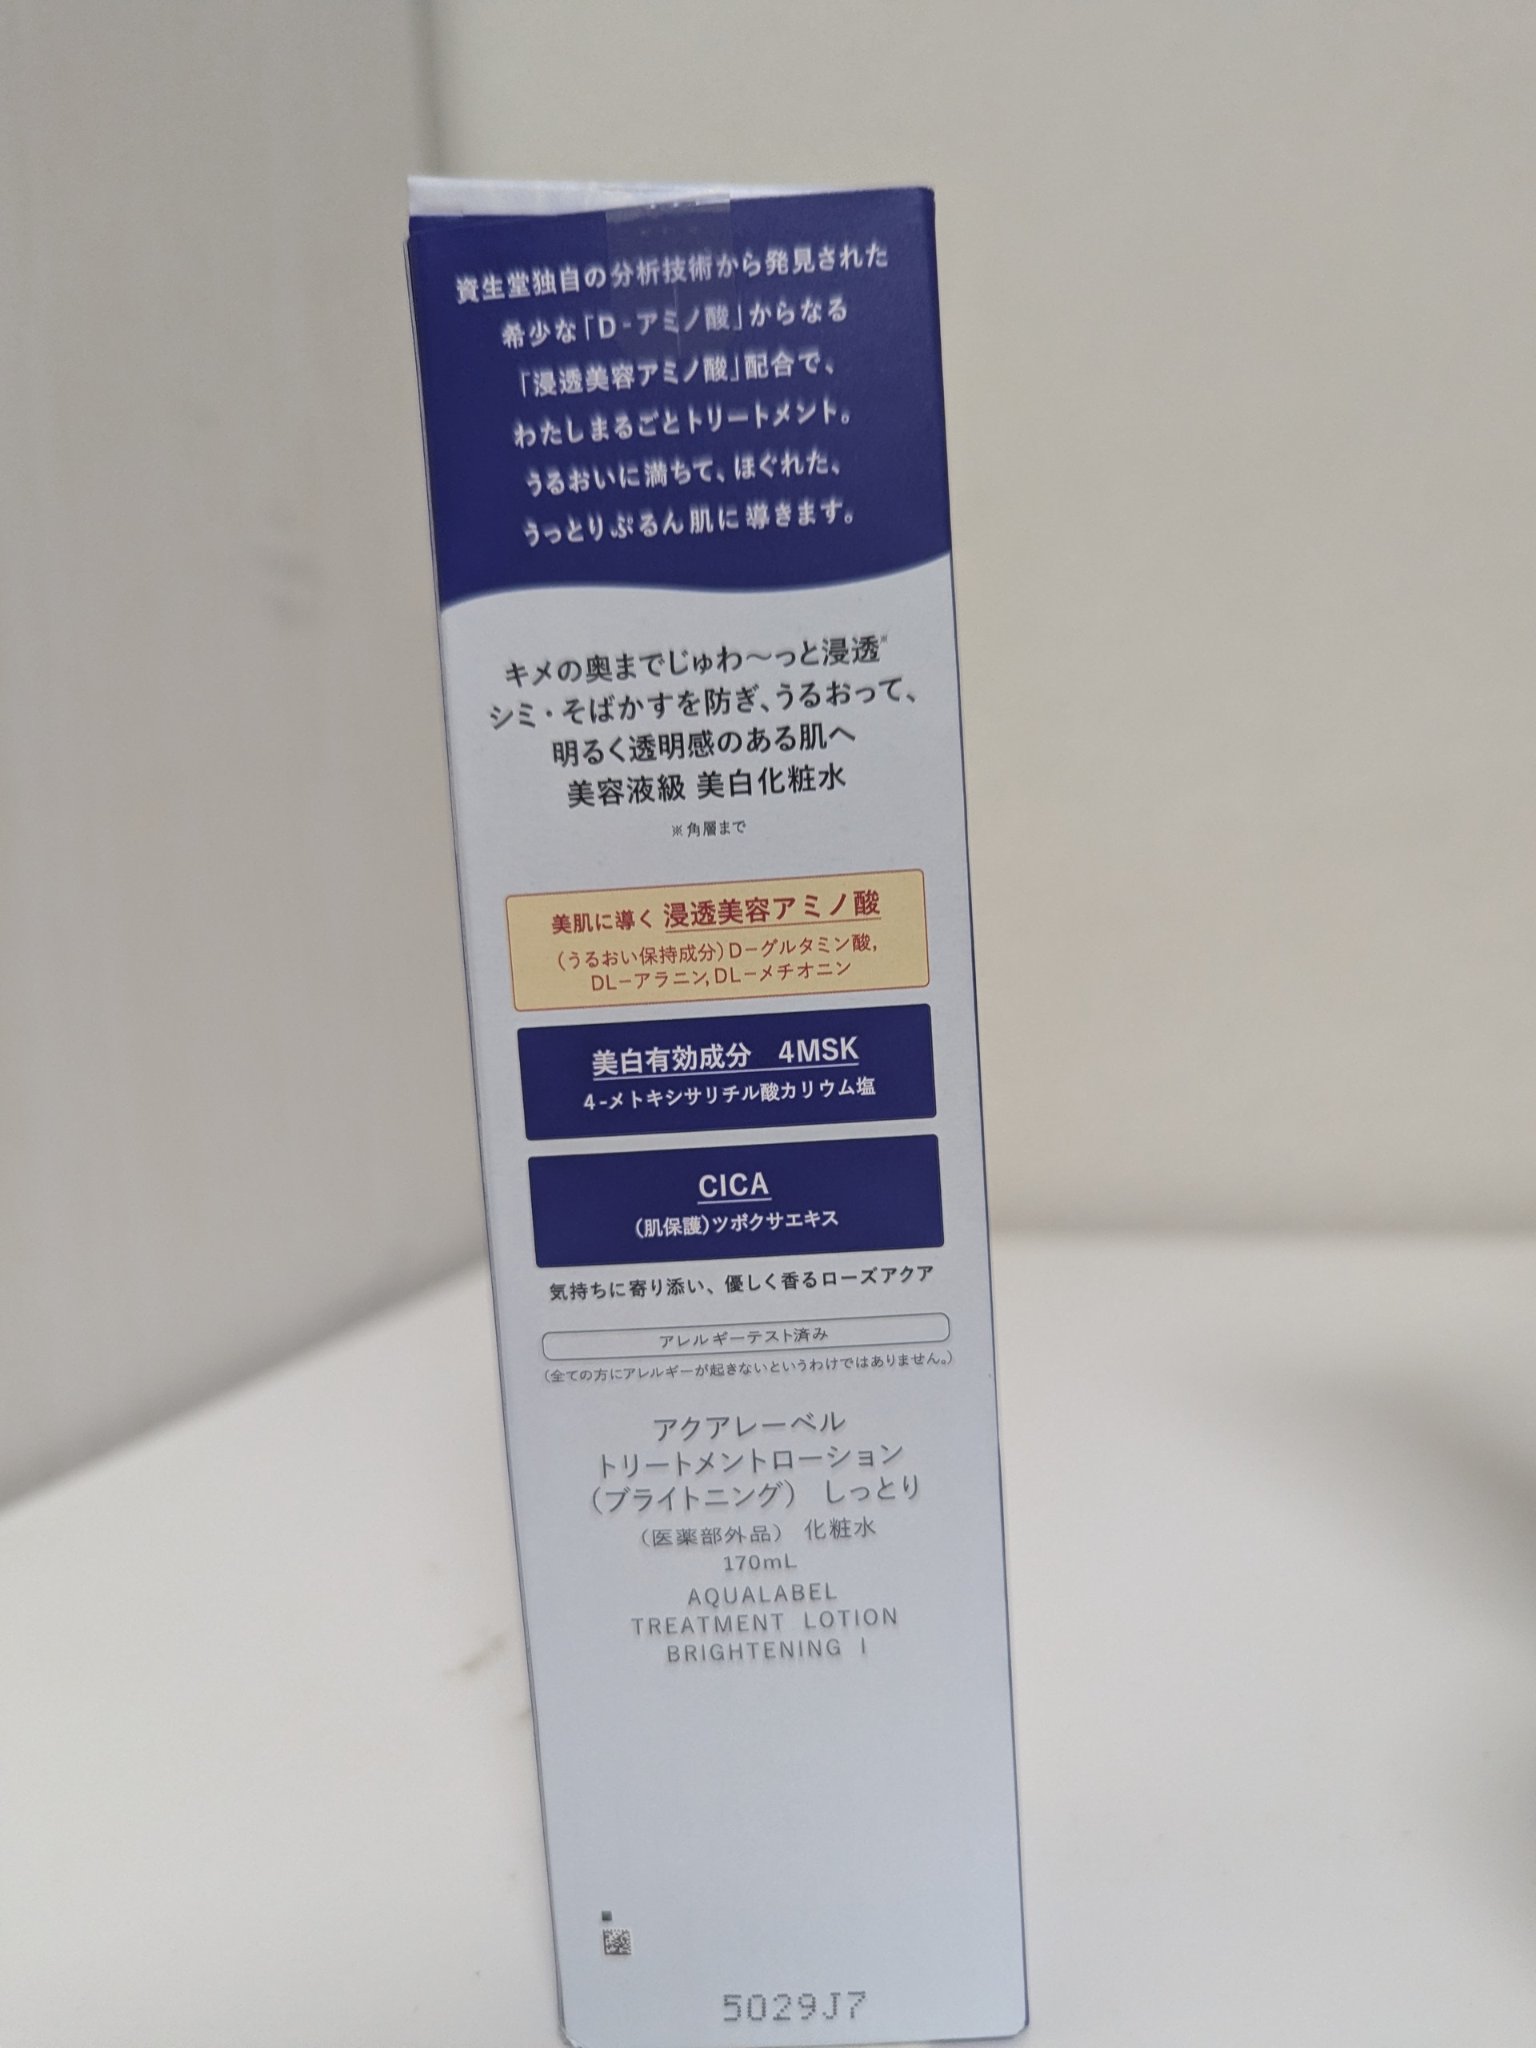 資生堂独自の分析技術から発見された
希少な「D-アミノ酸」からなる
「浸透美容アミノ酸」配合で、
わたしまるごとトリートメント。
うるおいに満ちて、ほぐれた、
うっとりぷるん肌に導きます。
キメの奥までじゅわ〜っと浸透※
シミ・そばかすを防ぎ、うるおって、
明るく透明感のある肌へ
美容液級 美白化粧水
※角層まで
美肌に導く 浸透美容アミノ酸
(うるおい保持成分)D-グルタミン酸,
DL-アラニン,DL-メチオニン
美白有効成分 4MSK
4-メトキシサリチル酸カリウム塩
CICA
(肌保護)ツボクサエキス
気持ちに寄り添い、優しく香るローズアクア
アレルギーテスト済み
(全ての方にアレルギーが起きないというわけではありません。)
アクアレーベル
トリートメントローション
(ブライトニング) しっとり
(医薬部外品) 化粧水
170mL
AQUALABEL
TREATMENT LOTION
BRIGHTENING I
5029J7